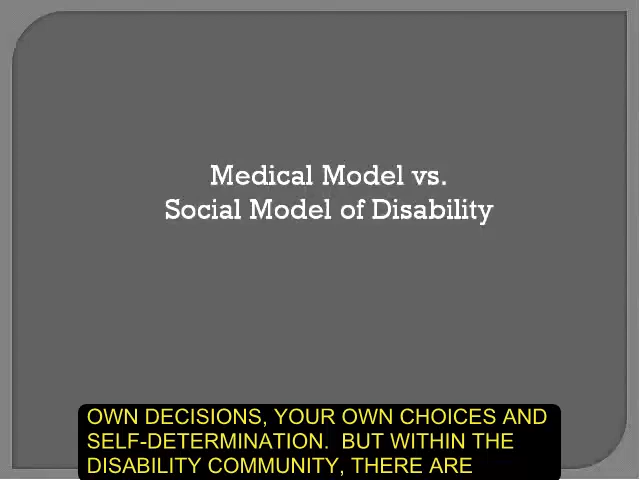 Medical Model vs.
Social Model of Disability
OWN DECISIONS, YOUR OWN CHOICES AND
SELF-DETERMINATION.  BUT WITHIN THE
DISABILITY COMMUNITY, THERE ARE